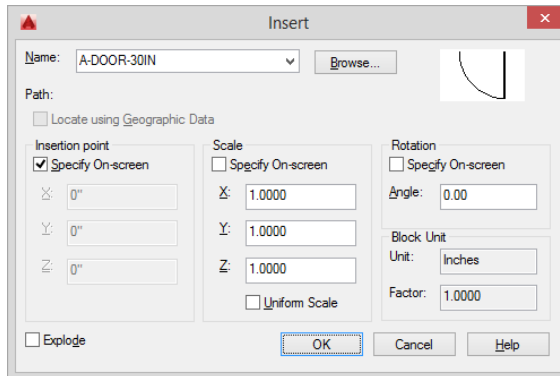 Insert
Name: A-DOOR-30IN Browse...
Path:
Locate using Geographic Data
Insertion point
Specify On-screen
X: 0"
Y: 0"
Z: 0"
Scale
Specify On-screen
X: 1.0000
Y: 1.0000
Z: 1.0000
Uniform Scale
Rotation
Specify On-screen
Angle: 0.00
Block Unit
Unit: Inches
Factor: 1.0000
Explode
OK Cancel Help